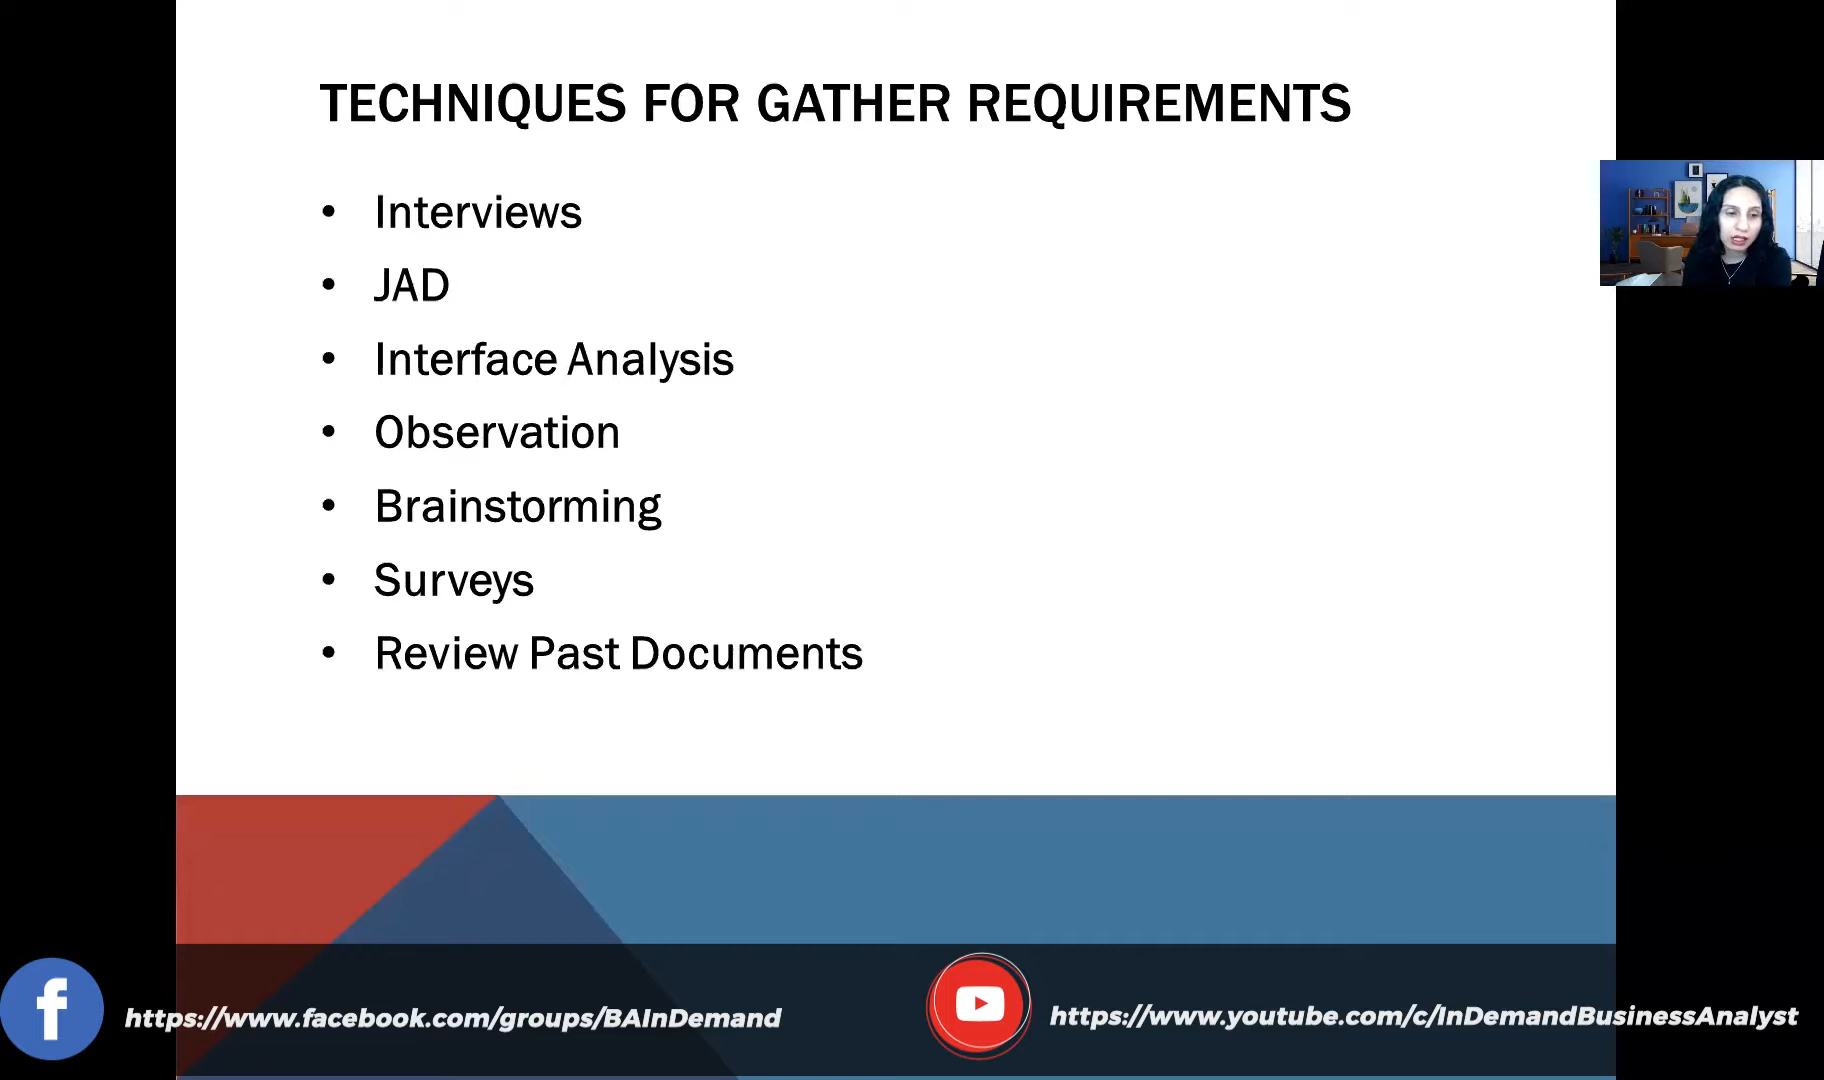 TECHNIQUES FOR GATHER REQUIREMENTS
• Interviews
• JAD
• Interface Analysis
• Observation
• Brainstorming
• Surveys
• Review Past Documents
https://www.facebook.com/groups/BAInDemand
https://www.youtube.com/c/InDemandBusinessAnalyst